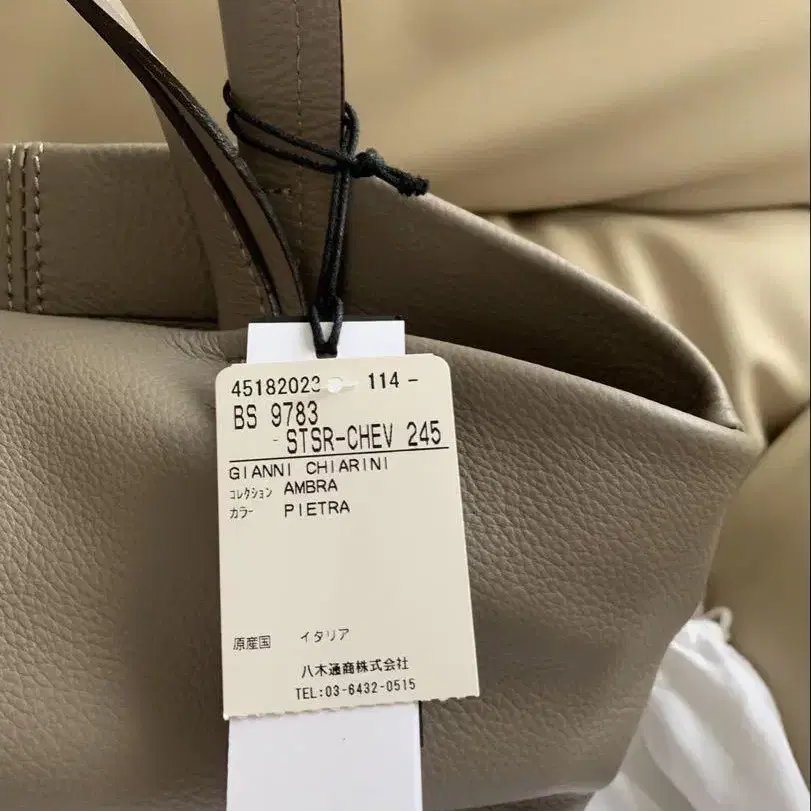 45182023 114-
BS 9783
-STSR-CHEV 245
GIANNI CHIARINI
コレクション AMBRA
カラー PIETRA
原産国 イタリア
八木通商株式会社
TEL:03-6432-0515